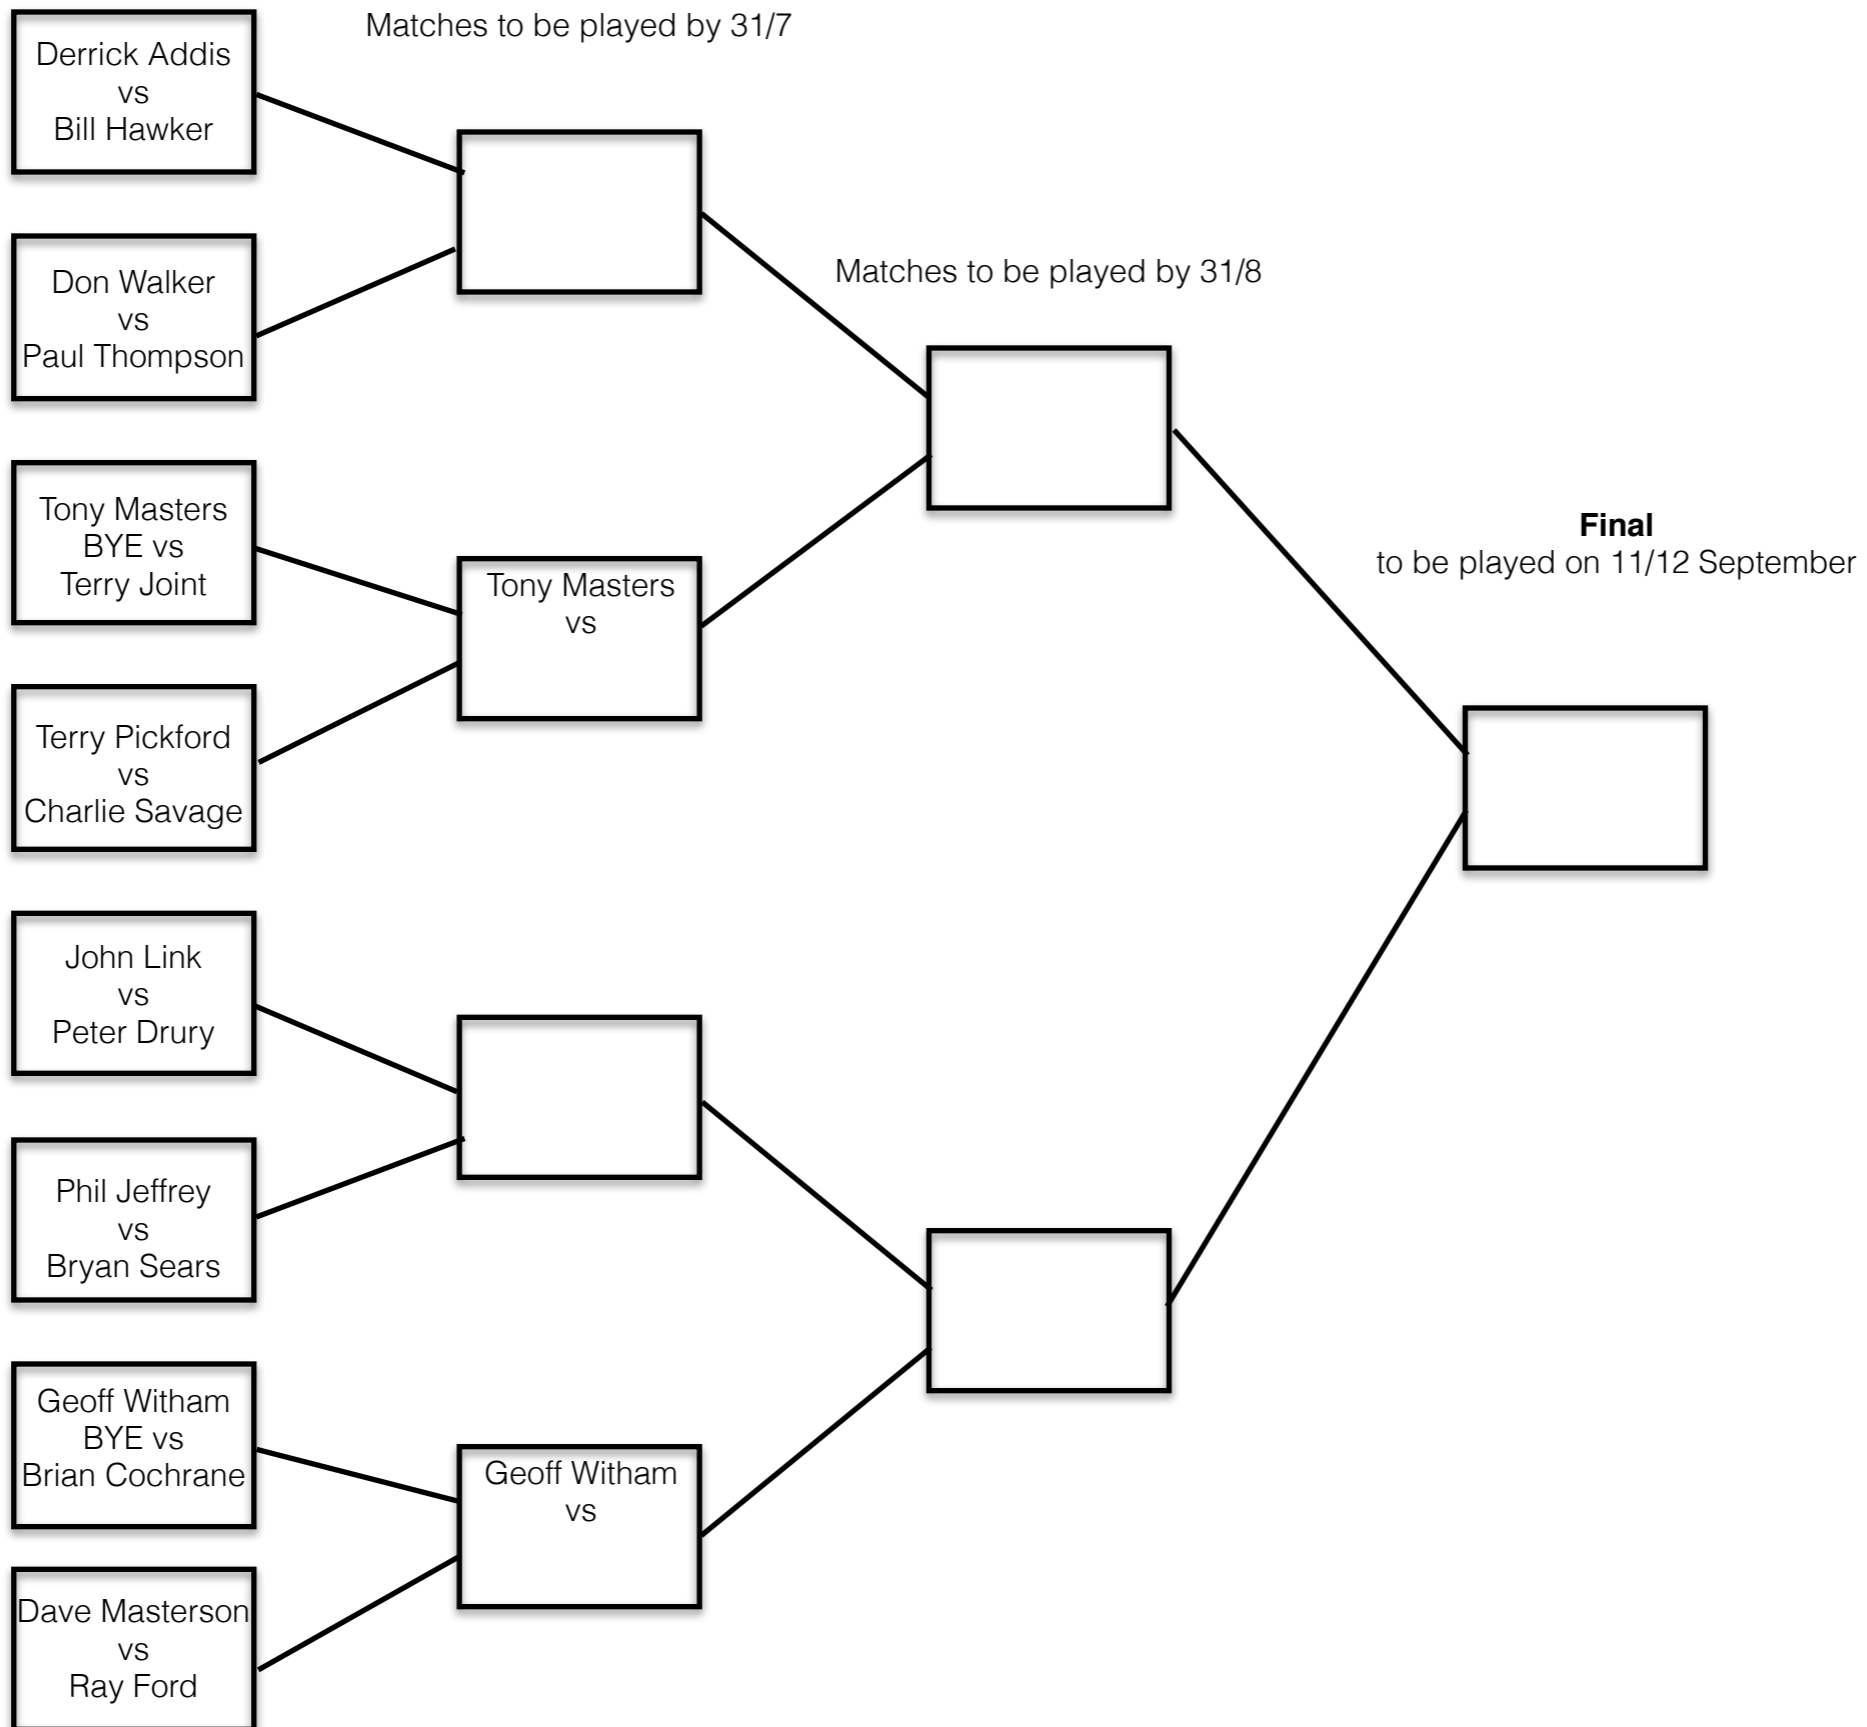 Matches to be played by 31/7
Derrick Addis
vs
Bill Hawker
Don Walker
vs
Paul Thompson
Matches to be played by 31/8
Tony Masters
BYE vs
Terry Joint
Tony Masters
vs
Final
to be played on 11/12 September
Terry Pickford
vs
Charlie Savage
John Link
vs
Peter Drury
Phil Jeffrey
vs
Bryan Sears
Geoff Witham
BYE vs
Brian Cochrane
Geoff Witham
vs
Dave Masterson
vs
Ray Ford